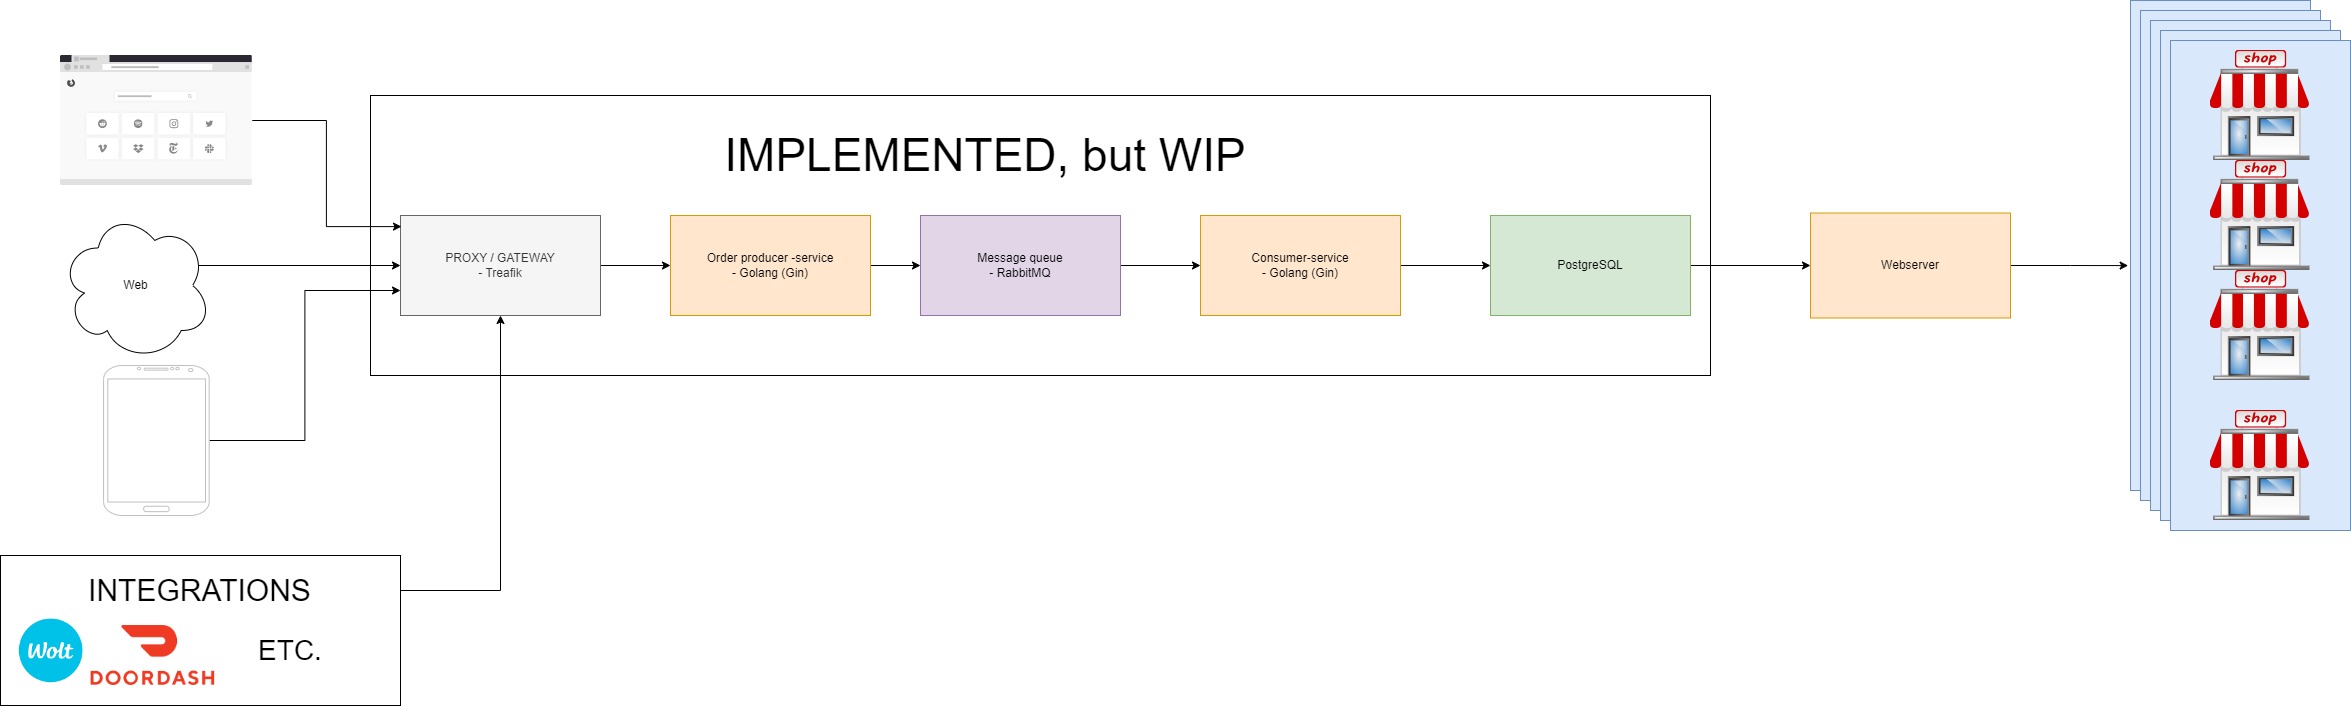 IMPLEMENTED, but WIP
Web
PROXY / GATEWAY
- Treafik
Order producer -service
- Golang (Gin)
Message queue
- RabbitMQ
Consumer-service
- Golang (Gin)
PostgreSQL
Webserver
shop
shop
shop
shop
INTEGRATIONS
Wolt
DOORDASH
ETC.